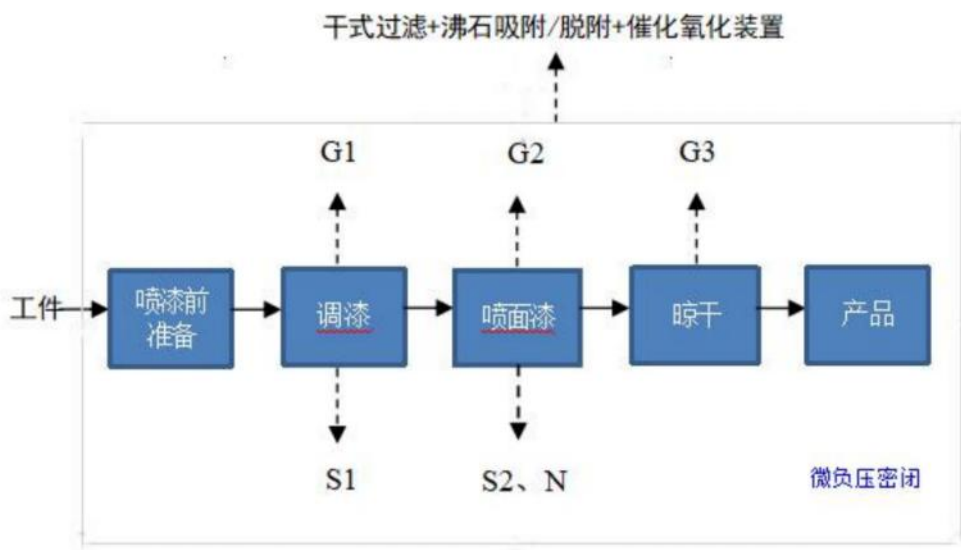 干式过滤+沸石吸附/脱附+催化氧化装置
G1
G2
G3
工件
喷漆前
准备
调漆
喷面漆
晾干
产品
S1
S2、N
微负压密闭